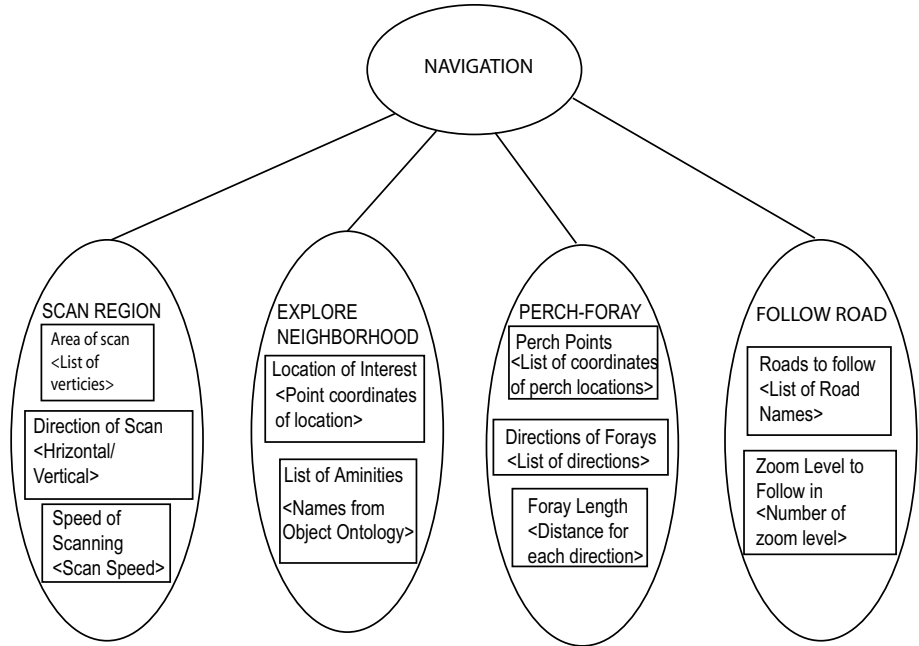 NAVIGATION
SCAN REGION
Area of scan
<List of
verticies>
Direction of Scan
<Hrizontal/
Vertical>
Speed of
Scanning
<Scan Speed>
EXPLORE
NEIGHBORHOOD
Location of Interest
<Point coordinates
of location>
List of Aminities
<Names from
Object Ontology>
PERCH-FORAY
Perch Points
<List of coordinates
of perch locations>
Directions of Forays
<List of directions>
Foray Length
<Distance for
each direction>
FOLLOW ROAD
Roads to follow
<List of Road
Names>
Zoom Level to
Follow in
<Number of
zoom level>